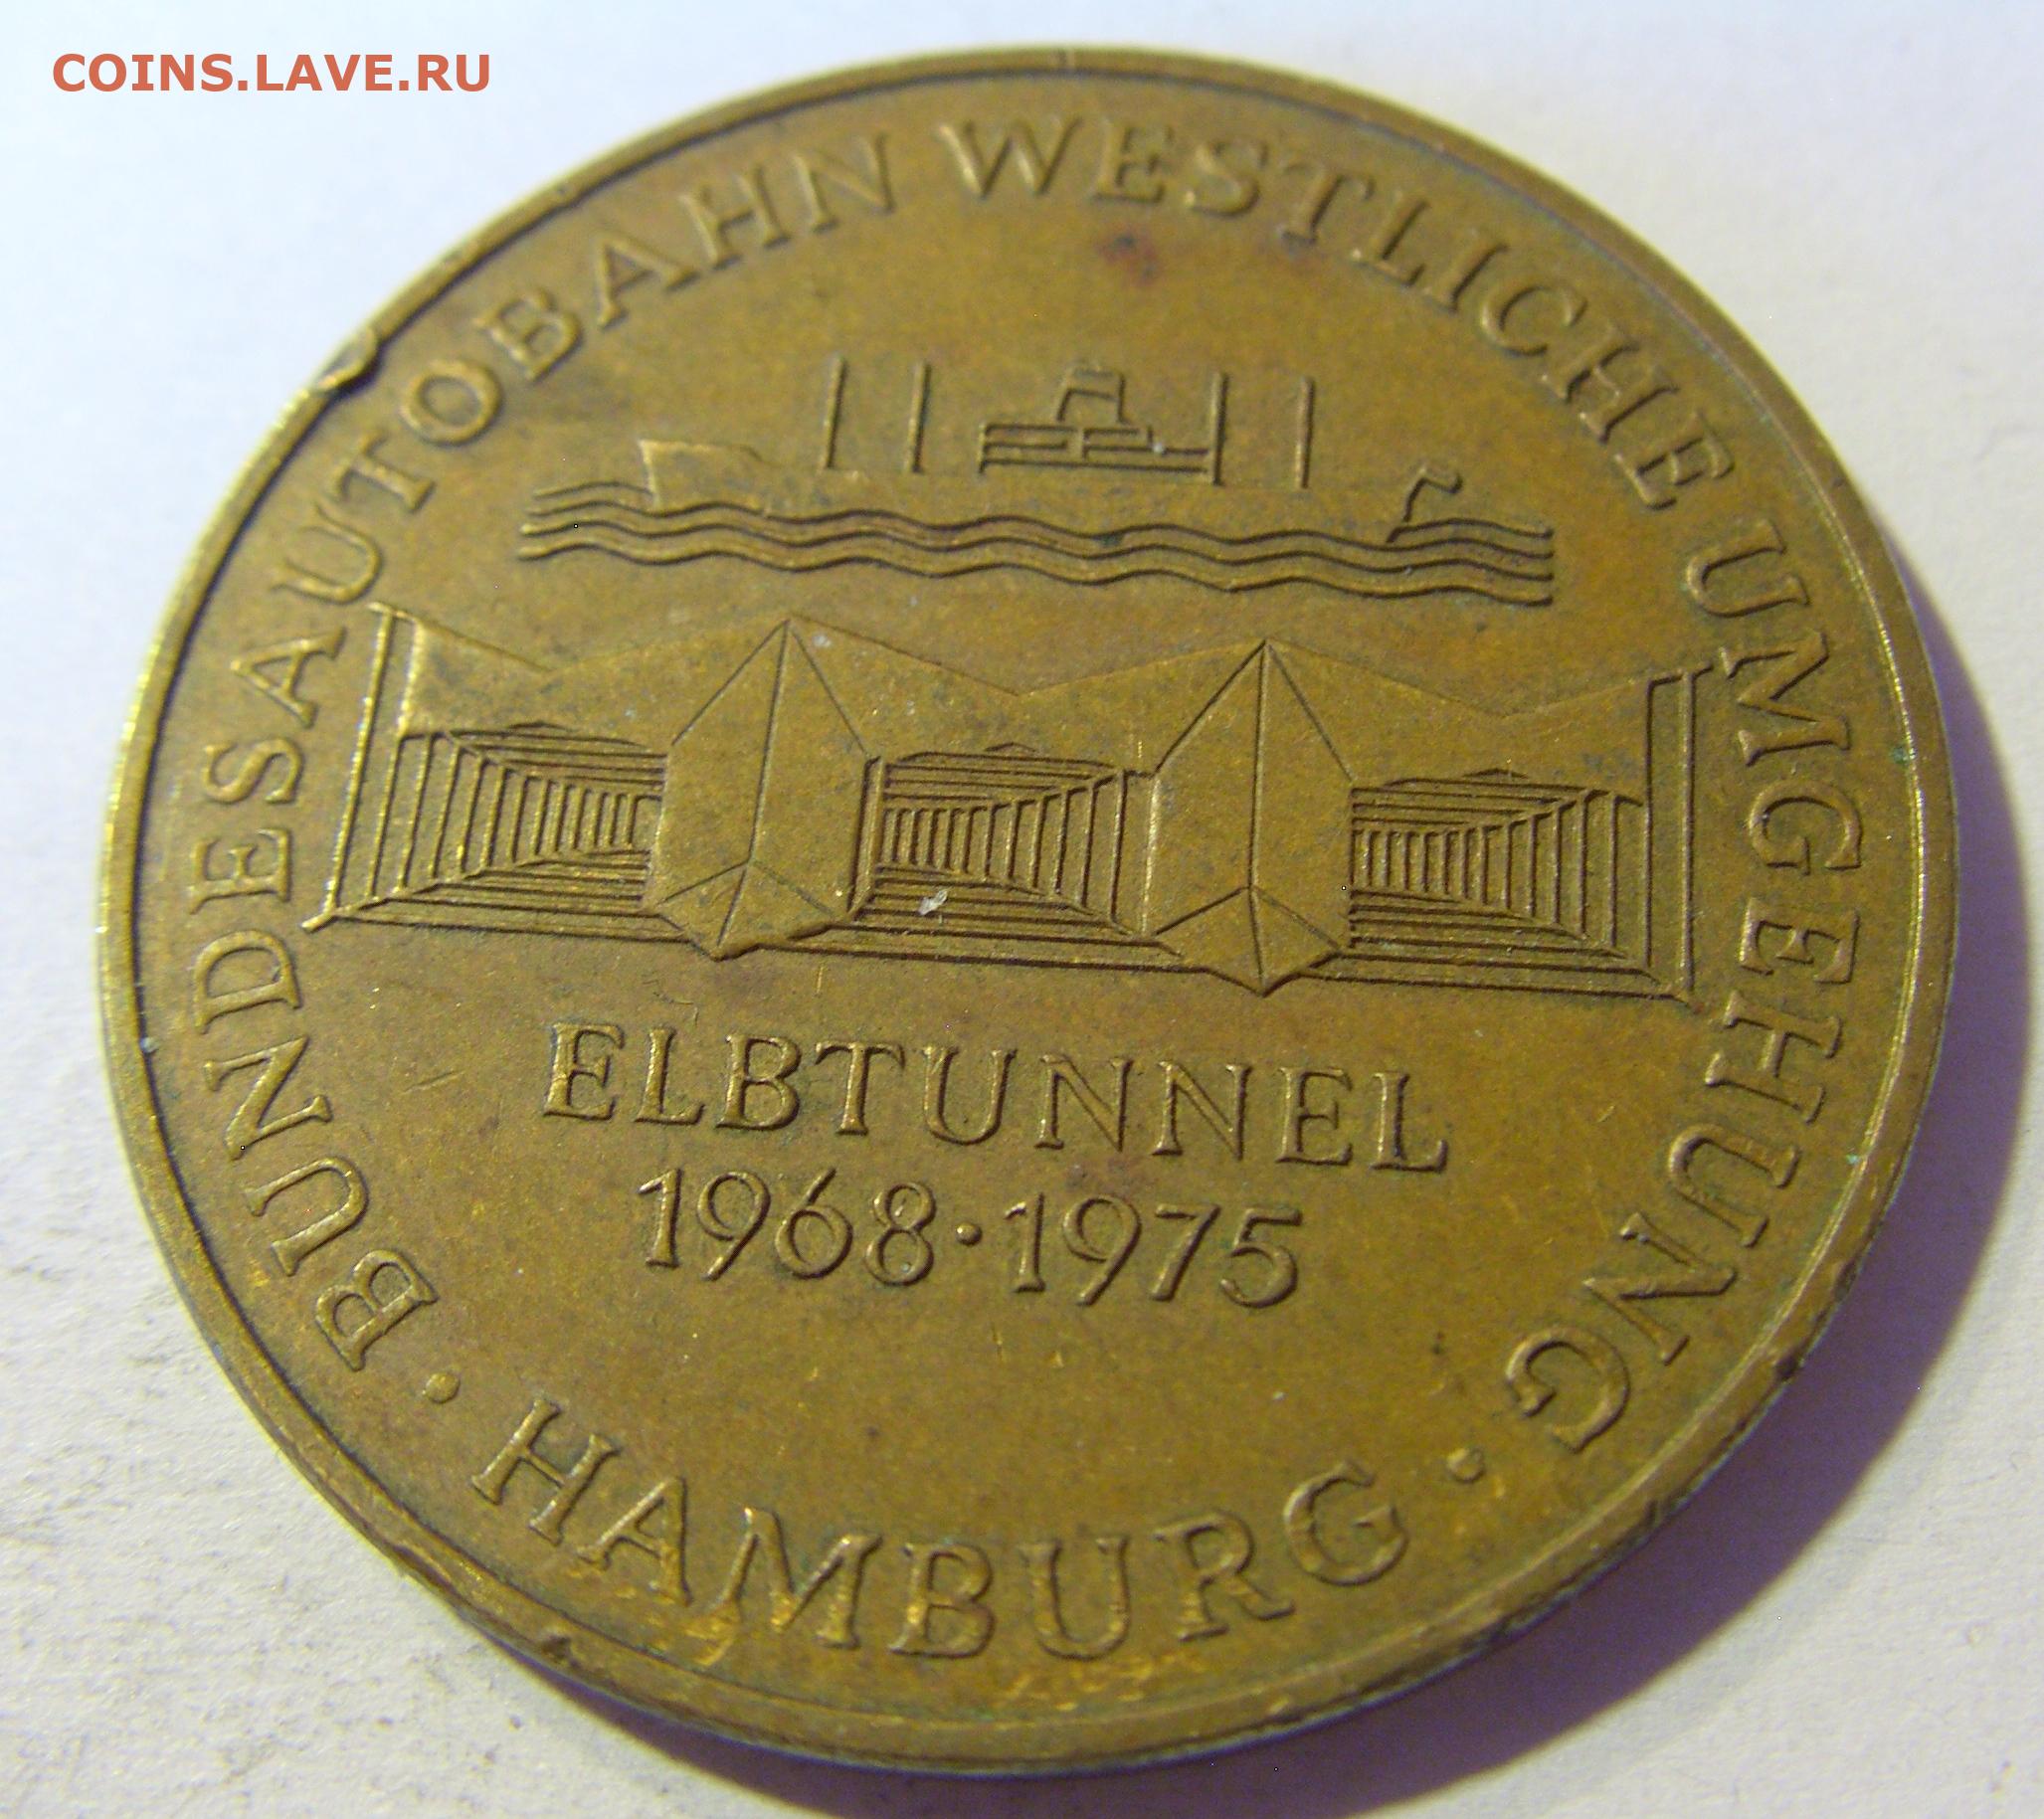 COINS.LAVE.RU
BUNDESAUTOBAHN WESTLICHE UMGEHUNG
ELBTUNNEL
1968·1975
· HAMBURG ·